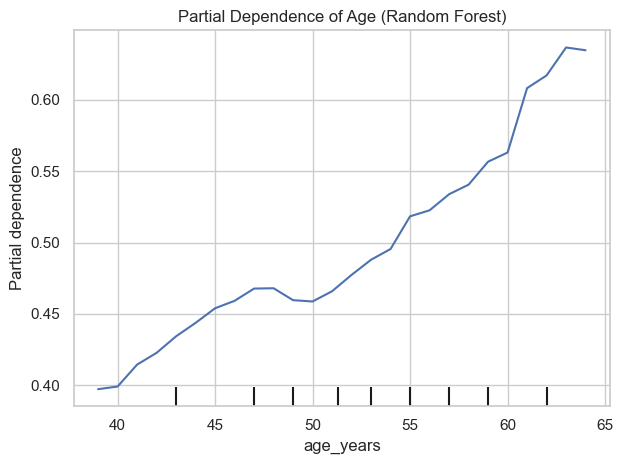 Partial Dependence of Age (Random Forest)
Partial dependence
0.60
0.55
0.50
0.45
0.40
40 45 50 55 60 65
age_years